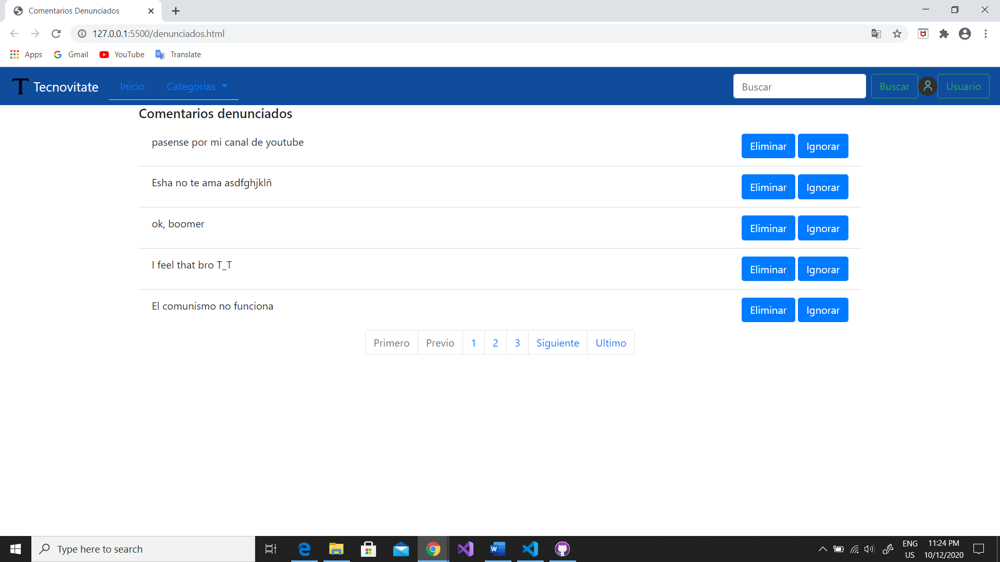 Comentarios Denunciados
127.0.0.1:5500/denunciados.html
Apps Gmail YouTube Translate
T Tecnovitate Inicio Categorias Buscar Buscar Usuario
Comentarios denunciados
pasense por mi canal de youtube Eliminar Ignorar
Esha no te ama asdfghjklñ Eliminar Ignorar
ok, boomer Eliminar Ignorar
I feel that bro T_T Eliminar Ignorar
El comunismo no funciona Eliminar Ignorar
Primero Previo 1 2 3 Siguiente Ultimo
Type here to search
ENG 11:24 PM
US 10/12/2020